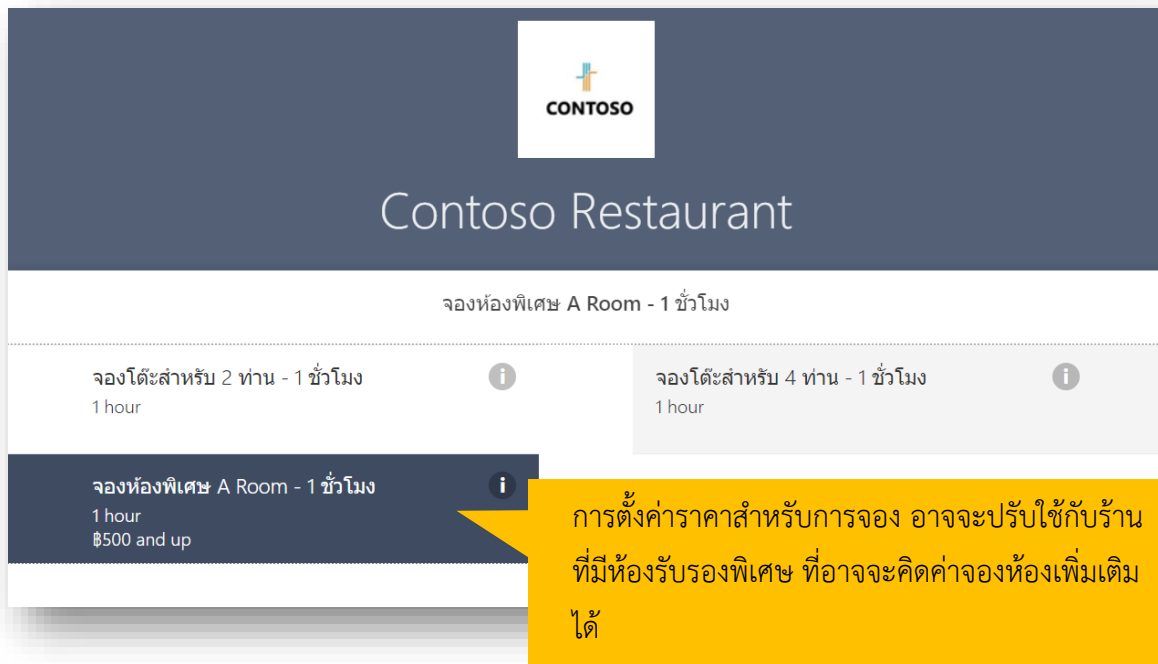 CONTOSO
Contoso Restaurant
จองห้องพิเศษ A Room - 1 ชั่วโมง
จองโต๊ะสำหรับ 2 ท่าน - 1 ชั่วโมง
1 hour
จองโต๊ะสำหรับ 4 ท่าน - 1 ชั่วโมง
1 hour
จองห้องพิเศษ A Room - 1 ชั่วโมง
1 hour
฿500 and up
การตั้งค่าราคาสำหรับการจอง อาจจะปรับใช้กับร้าน
ที่มีห้องรับรองพิเศษ ที่อาจจะคิดค่าจองห้องเพิ่มเติม
ได้